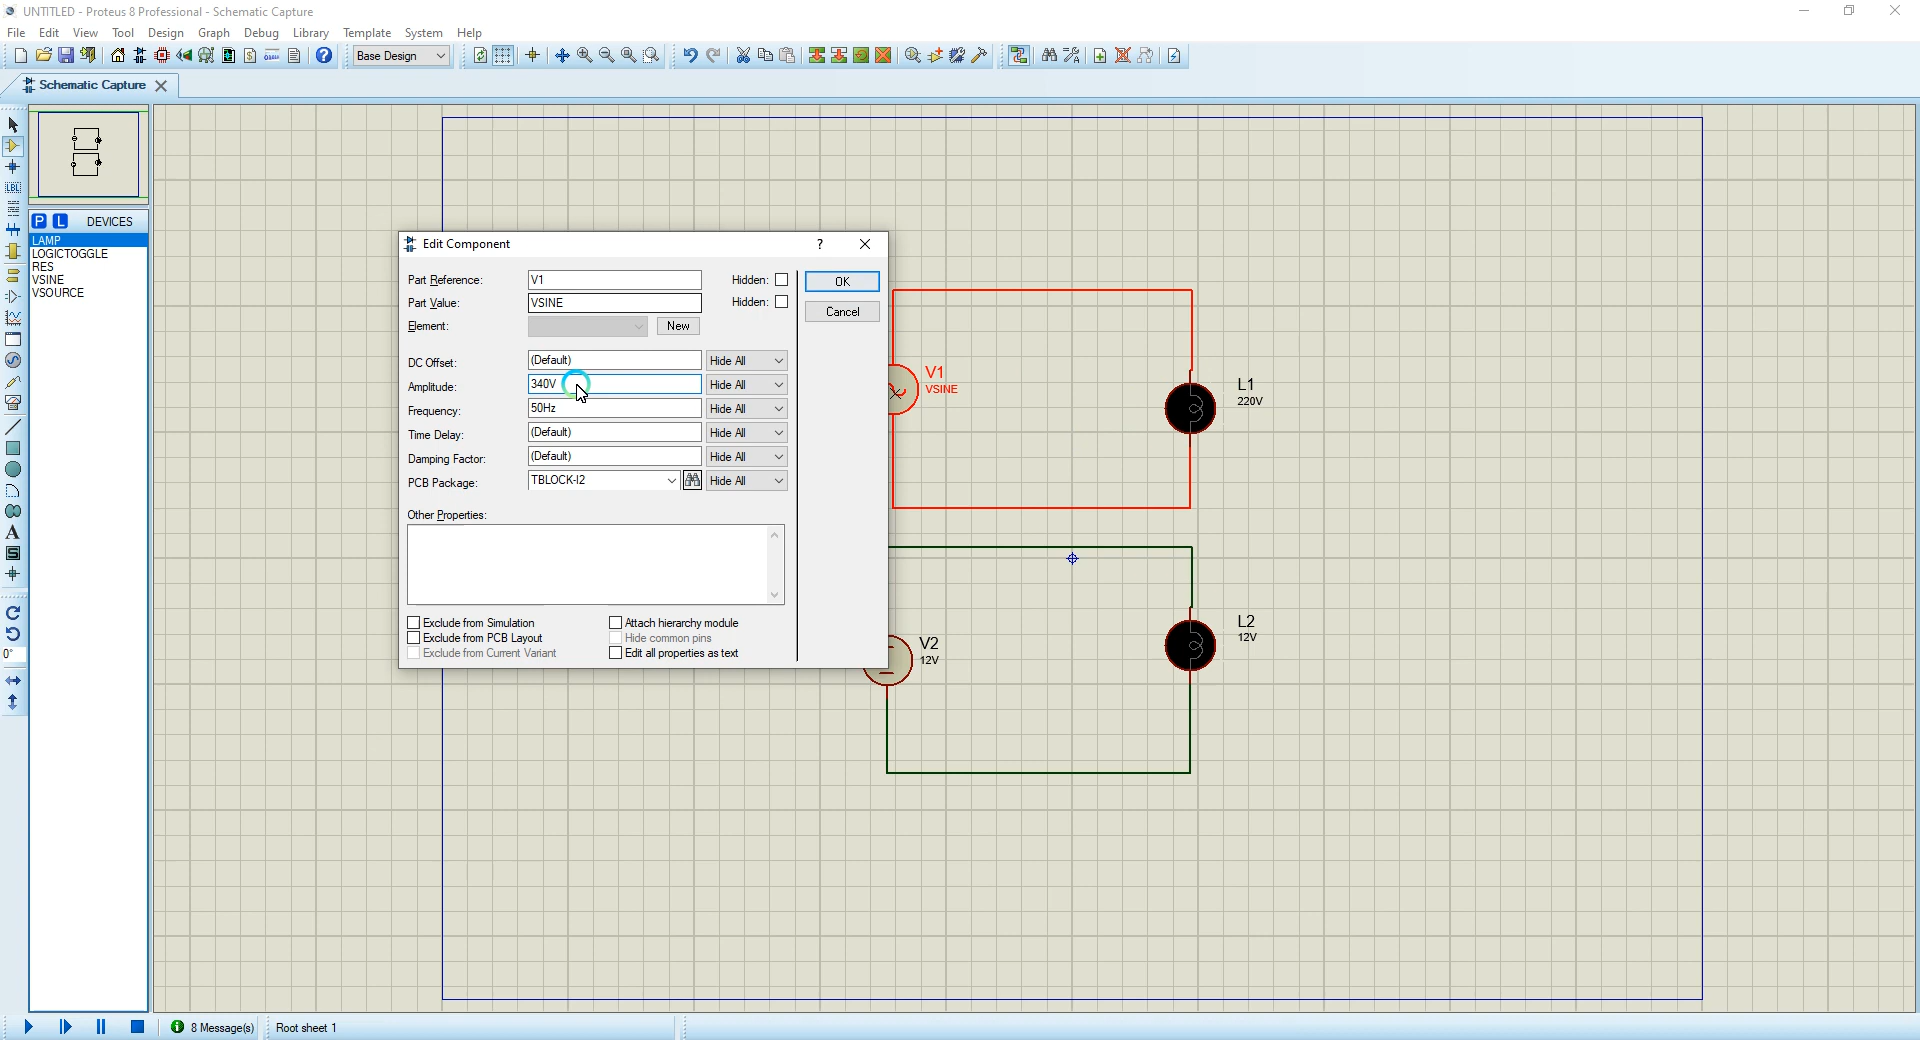 UNTITLED - Proteus 8 Professional - Schematic Capture
File Edit View Tool Design Graph Debug Library Template System Help
Base Design
Schematic Capture
P L DEVICES
LAMP
LOGICTOGGLE
RES
VSINE
VSOURCE
LBL
A
S
0°
Edit Component ?
Part Reference: V1 Hidden: OK
Part Value: VSINE Hidden: Cancel
Element: New
DC Offset: (Default) Hide All
Amplitude: 340V Hide All
Frequency: 50Hz Hide All
Time Delay: (Default) Hide All
Damping Factor: (Default) Hide All
PCB Package: TBLOCK-I2 Hide All
Other Properties:
Exclude from Simulation Attach hierarchy module
Exclude from PCB Layout Hide common pins
Exclude from Current Variant Edit all properties as text
V1
VSINE
L1
220V
V2
12V
L2
12V
8 Message(s) Root sheet 1